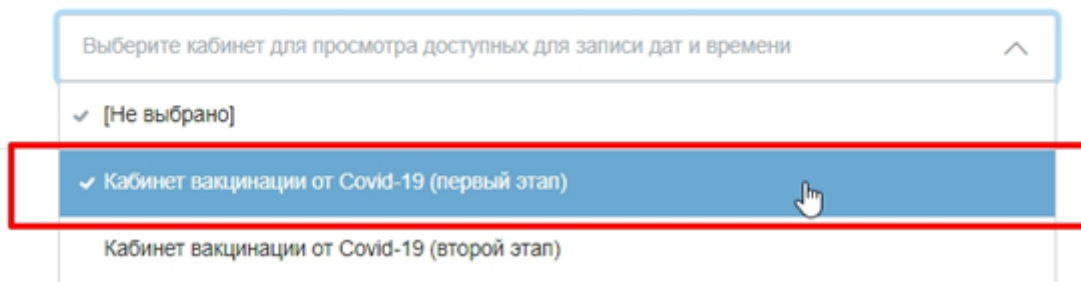 Выберите кабинет для просмотра доступных для записи дат и времени
[Не выбрано]
Кабинет вакцинации от Covid-19 (первый этап)
Кабинет вакцинации от Covid-19 (второй этап)